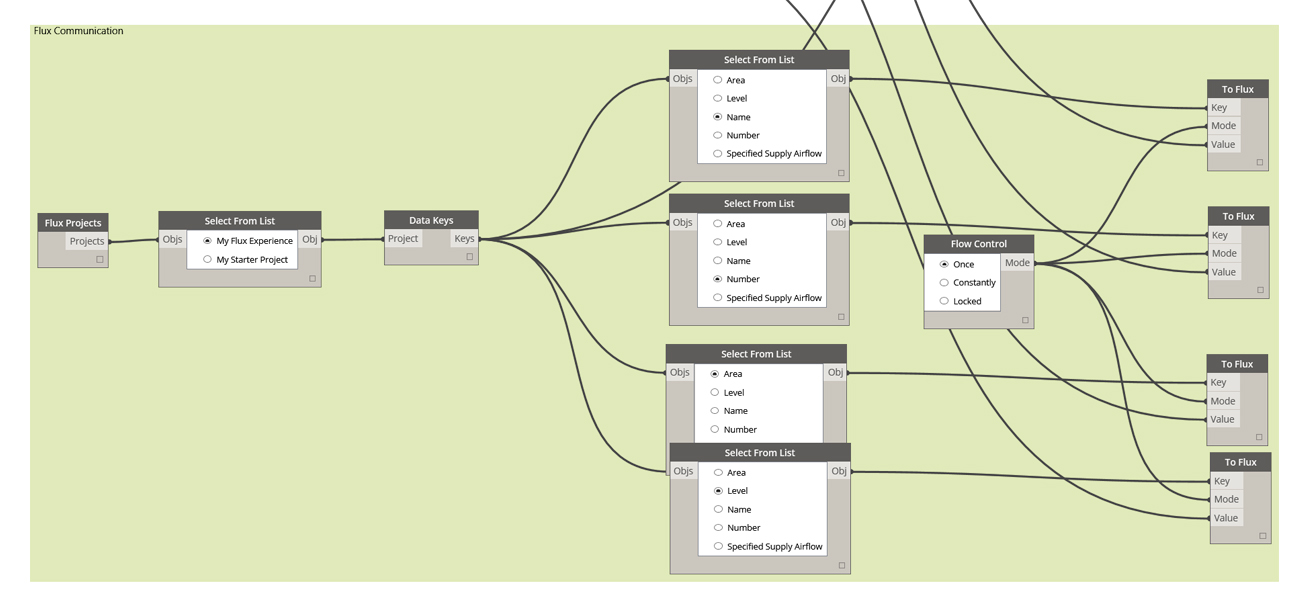 Flux Communication
Flux Projects
Projects
Select From List
Objs
My Flux Experience
Obj
My Starter Project
Data Keys
Project
Keys
Select From List
Objs
Area
Obj
Level
Name
Number
Specified Supply Airflow
Select From List
Objs
Area
Obj
Level
Name
Number
Specified Supply Airflow
Select From List
Objs
Area
Obj
Level
Name
Number
Select From List
Objs
Area
Obj
Level
Name
Number
Specified Supply Airflow
Flow Control
Once
Mode
Constantly
Locked
To Flux
Key
Mode
Value
To Flux
Key
Mode
Value
To Flux
Key
Mode
Value
To Flux
Key
Mode
Value